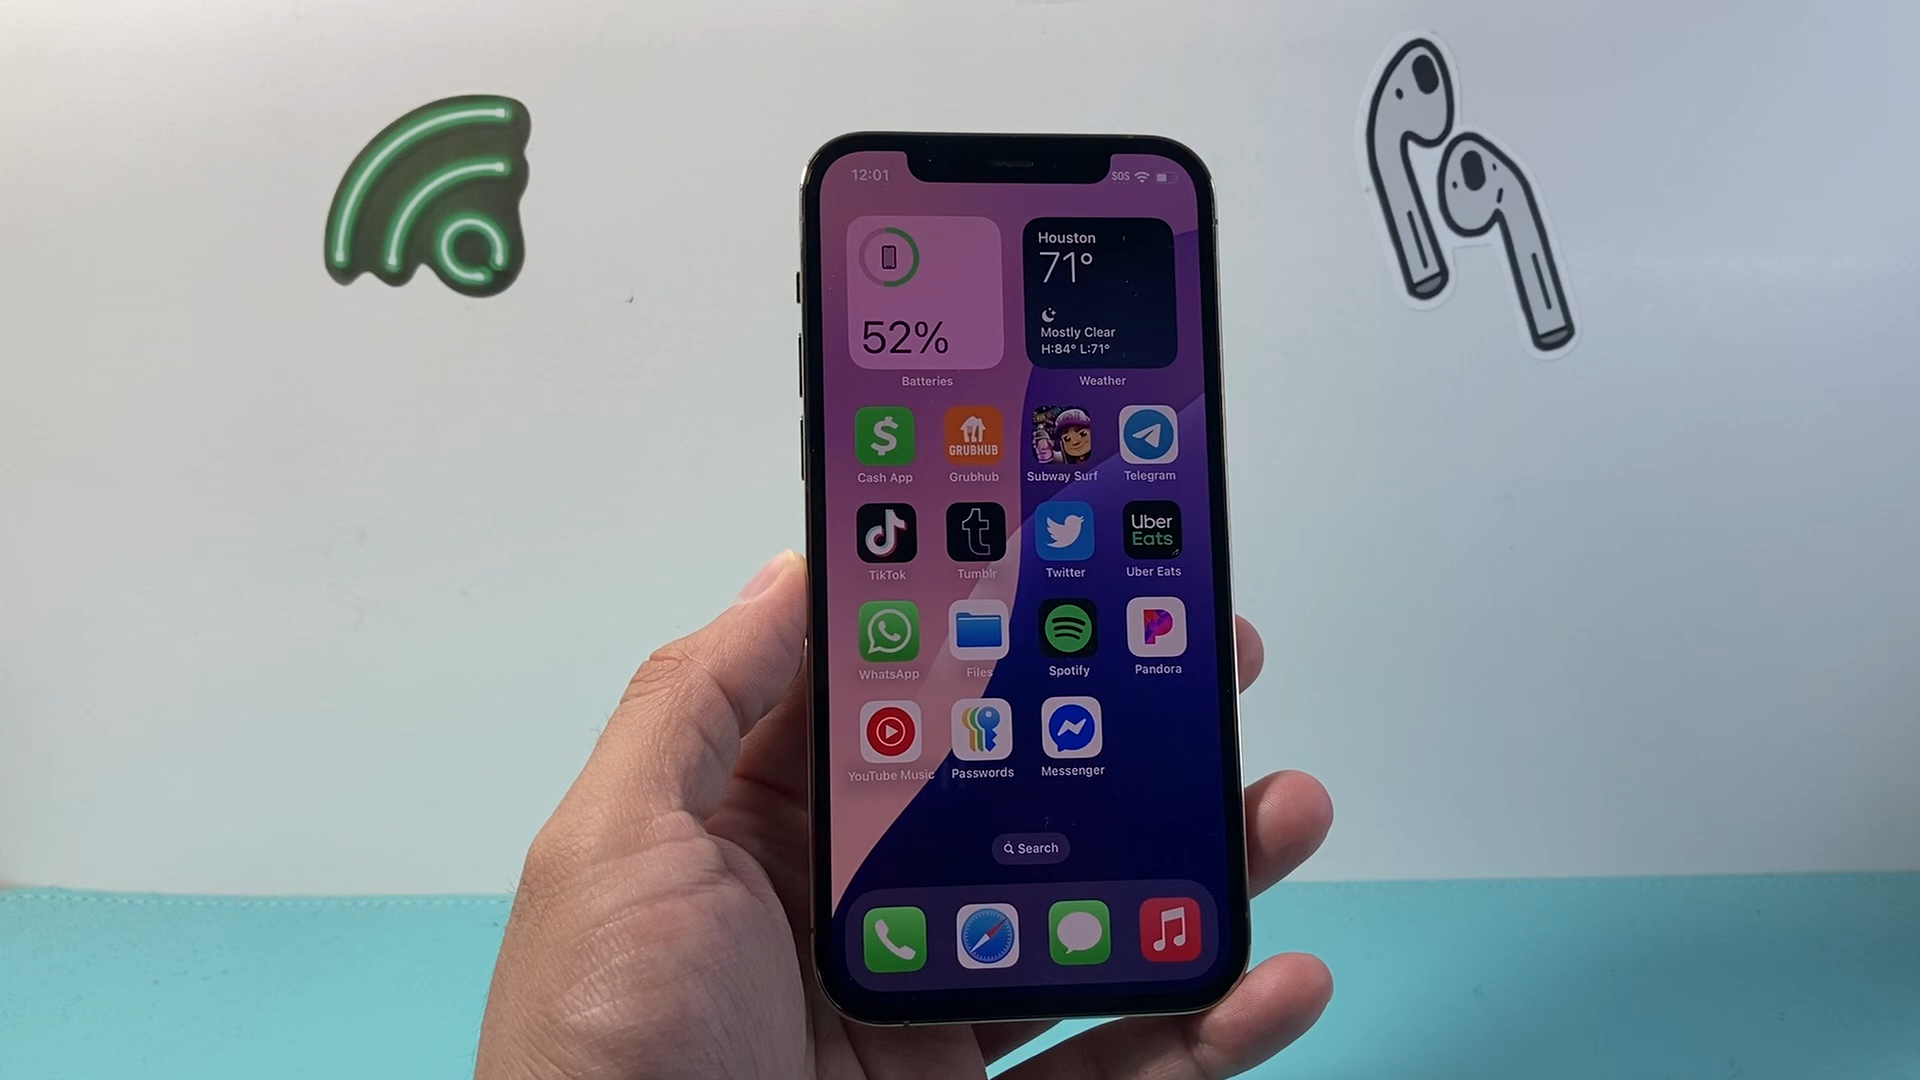 12:01
SOS
52%
Batteries
Houston
71°
Mostly Clear
H:84° L:71°
Weather
Cash App
GRUBHUB
Grubhub
Subway Surf
Telegram
TikTok
Tumblr
Twitter
Uber
Eats
Uber Eats
WhatsApp
Files
Spotify
Pandora
YouTube Music
Passwords
Messenger
Search